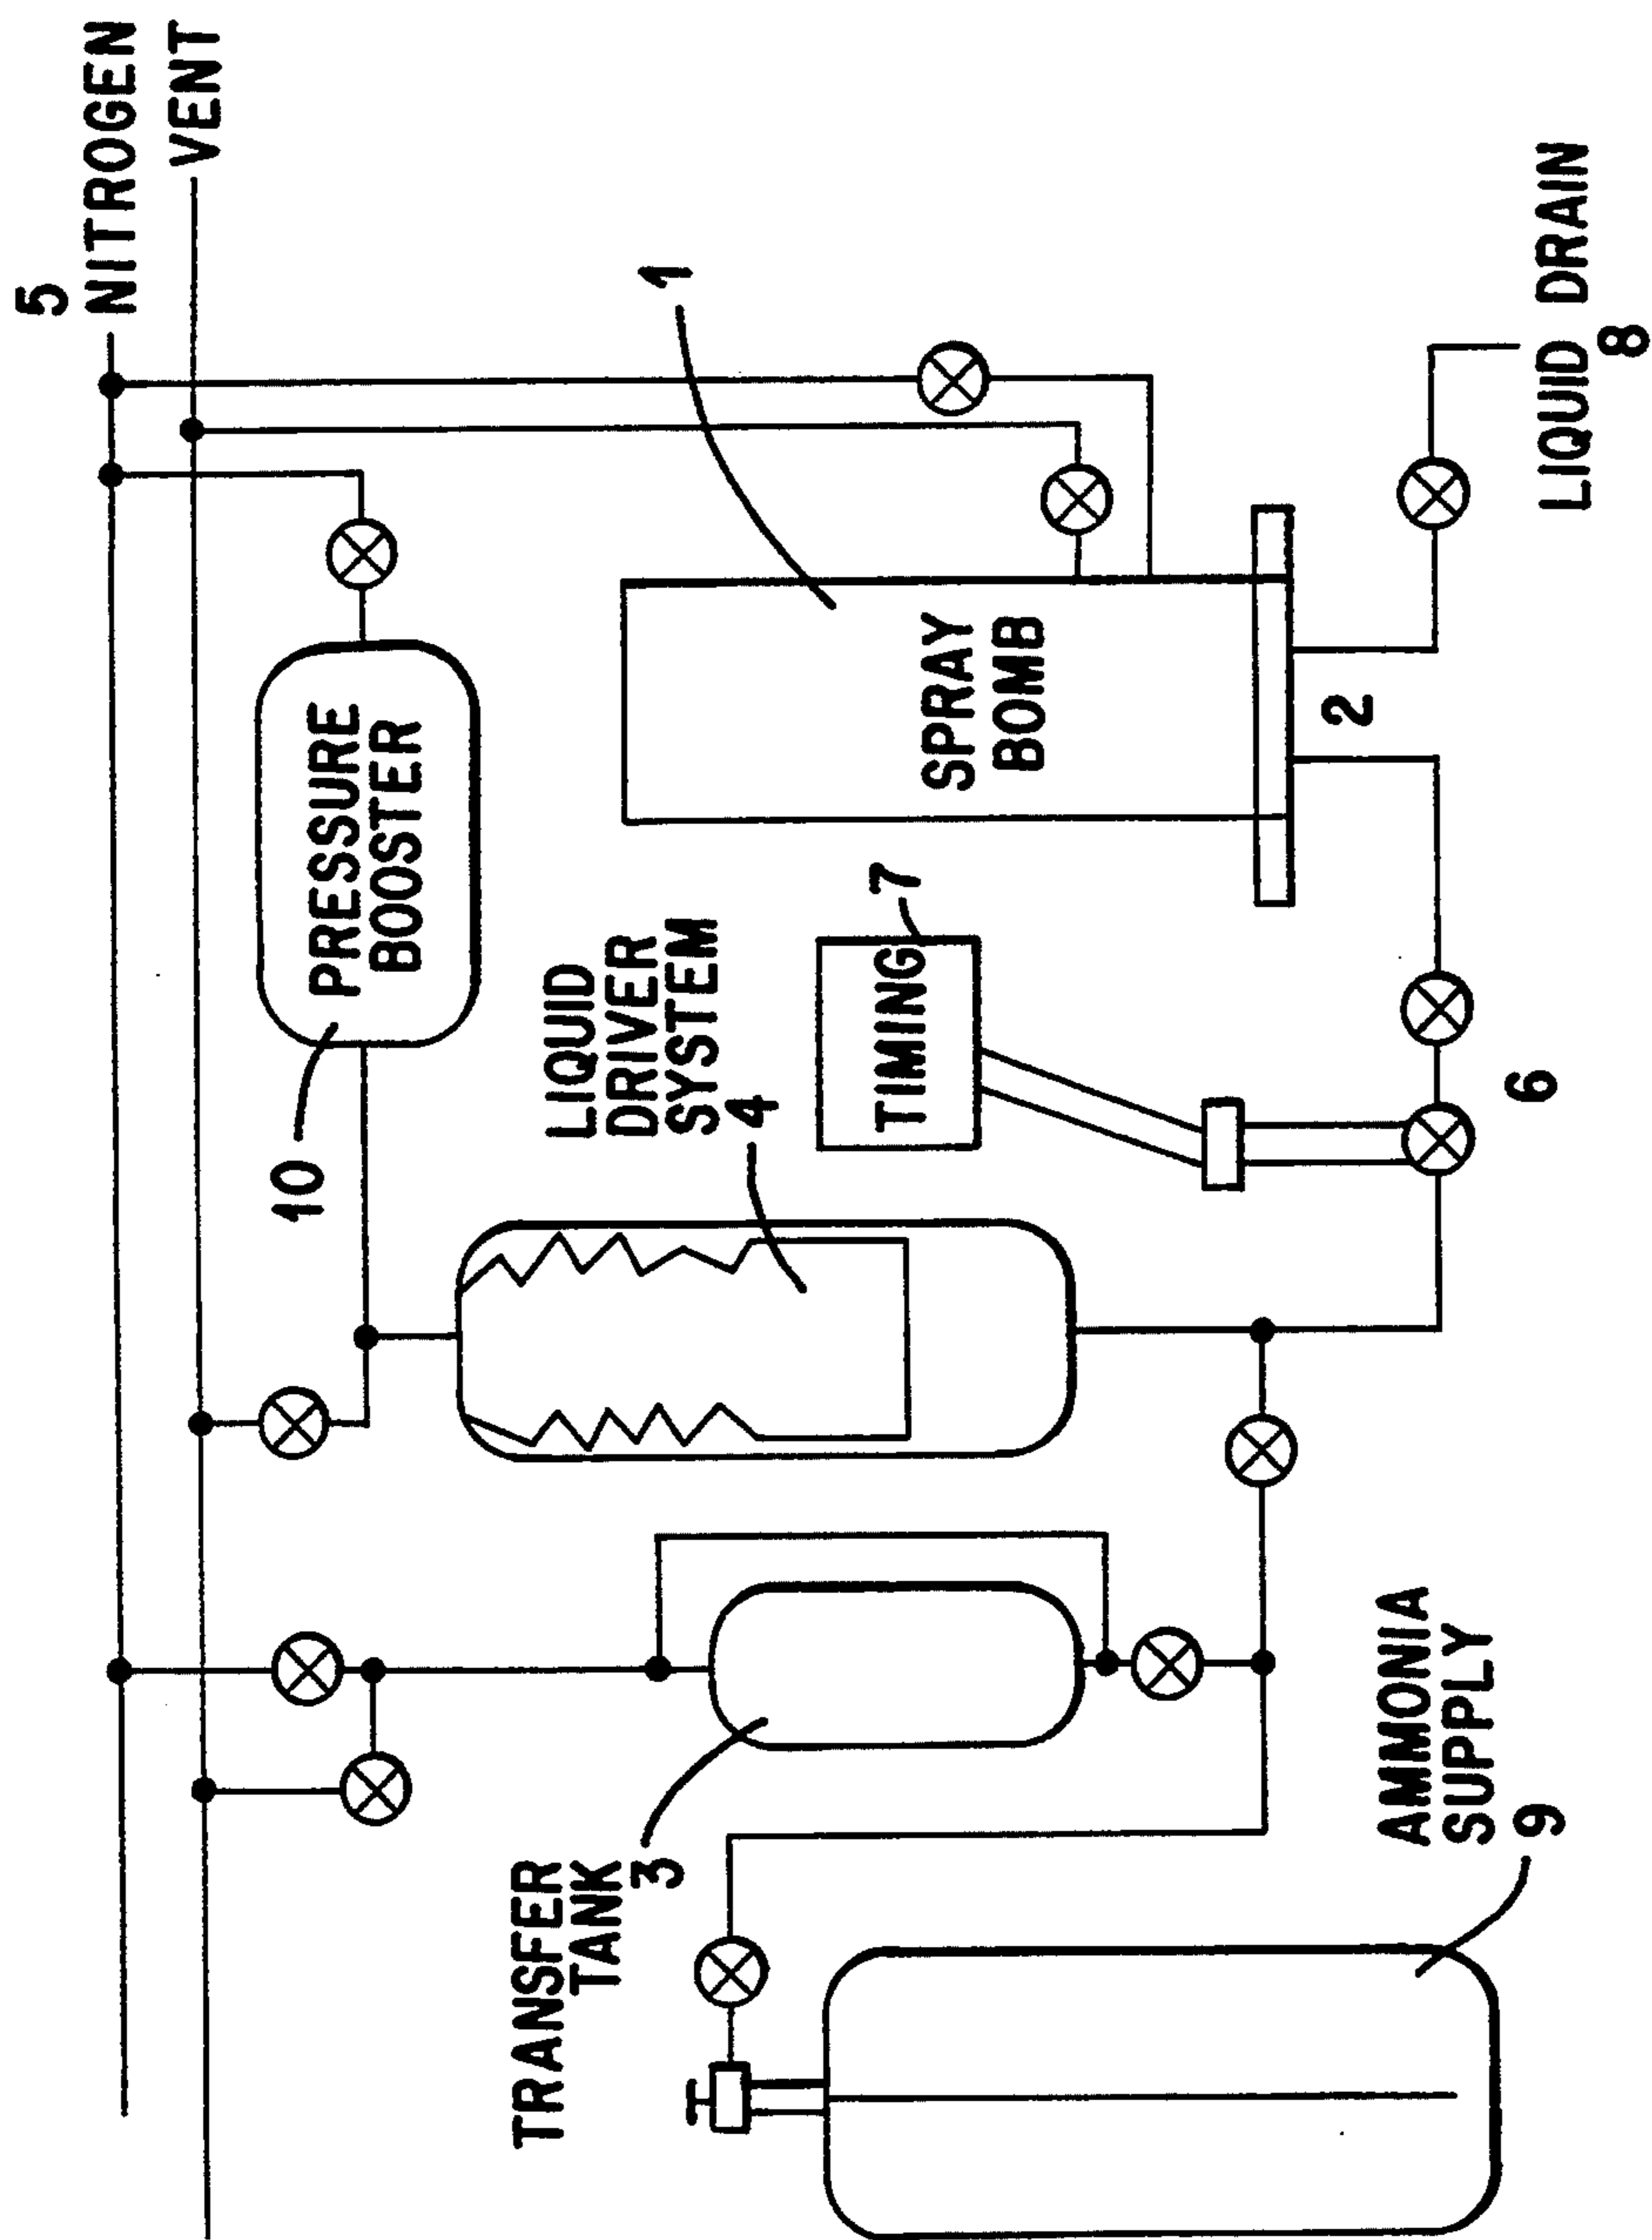 5
NITROGEN
VENT
10
PRESSURE
BOOSTER
1
LIQUID
DRIVER
SYSTEM
4
TRANSFER
TANK
3
TIMING
7
SPRAY
BOMB
2
6
AMMONIA
SUPPLY
9
LIQUID DRAIN
8